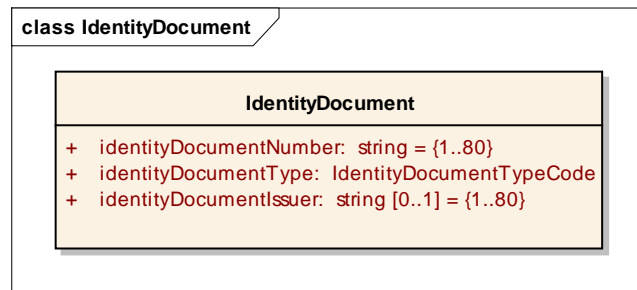 class IdentityDocument
IdentityDocument
+ identityDocumentNumber: string = {1..80}
+ identityDocumentType: IdentityDocumentTypeCode
+ identityDocumentIssuer: string [0..1] = {1..80}